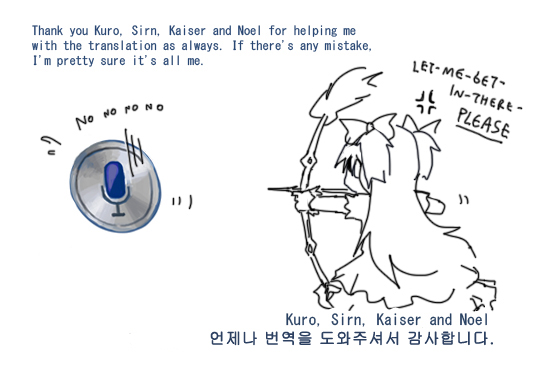 Thank you Kuro, Sirn, Kaiser and Noel for helping me
with the translation as always. If there's any mistake,
I'm pretty sure it's all me.
LET-ME-GET-
IN-THERE-
PLEASE
NO NO NO NO
Kuro, Sirn, Kaiser and Noel
언제나 번역을 도와주셔서 감사합니다.